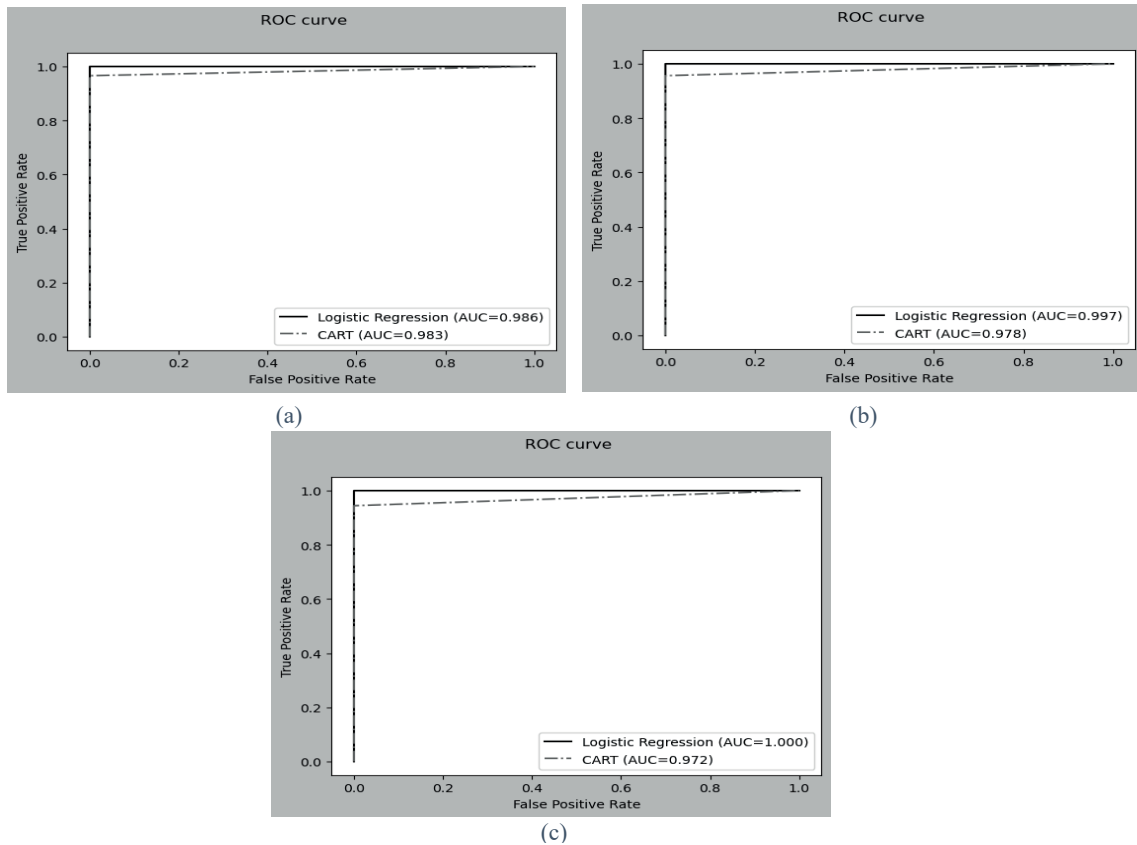 ROC curve
1.0
0.8
0.6
0.4
0.2
0.0
True Positive Rate
Logistic Regression (AUC=0.986)
CART (AUC=0.983)
0.0 0.2 0.4 0.6 0.8 1.0
False Positive Rate
(a)
ROC curve
1.0
0.8
0.6
0.4
0.2
0.0
True Positive Rate
Logistic Regression (AUC=0.997)
CART (AUC=0.978)
0.0 0.2 0.4 0.6 0.8 1.0
False Positive Rate
(b)
ROC curve
1.0
0.8
0.6
0.4
0.2
0.0
True Positive Rate
Logistic Regression (AUC=1.000)
CART (AUC=0.972)
0.0 0.2 0.4 0.6 0.8 1.0
False Positive Rate
(c)